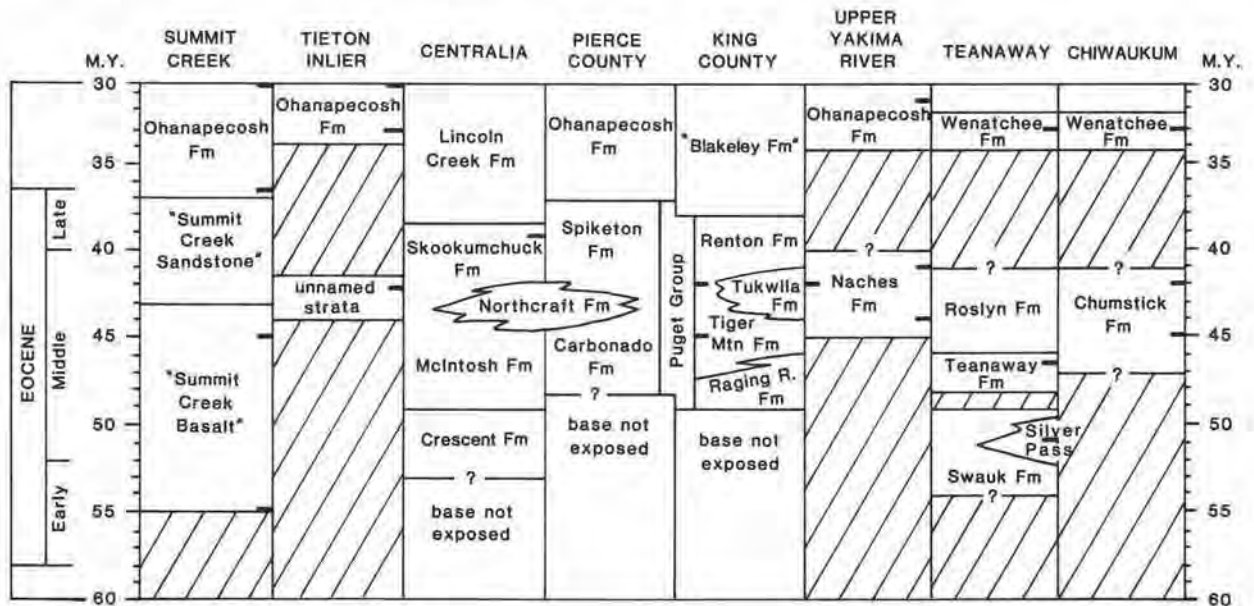 SUMMIT CREEK
TIETON INLIER
CENTRALIA
PIERCE COUNTY
KING COUNTY
UPPER YAKIMA RIVER
TEANAWAY
CHIWAUKUM
M.Y.
M.Y.
30
35
40
45
50
55
60
EOCENE
Late
Middle
Early
Ohanapecosh
Fm
"Summit
Creek
Sandstone"
"Summit
Creek
Basalt"
Ohanapecosh
Fm
unnamed
strata
Lincoln
Creek Fm
Skookumchuck
Fm
Northcraft Fm
McIntosh Fm
Crescent Fm
?
base not
exposed
Ohanapecosh
Fm
Spiketon
Fm
Carbonado
Fm
?
base not
exposed
Puget Group
"Blakeley Fm"
Renton Fm
Tukwila
Fm
Tiger
Mtn Fm
Raging R.
Fm
base not
exposed
Ohanapecosh
Fm
?
Naches
Fm
Wenatchee
Fm
?
Roslyn Fm
Teanaway
Fm
Silver
Pass
Swauk Fm
?
Wenatchee
Fm
?
Chumstick
Fm
?
30
35
40
45
50
55
60